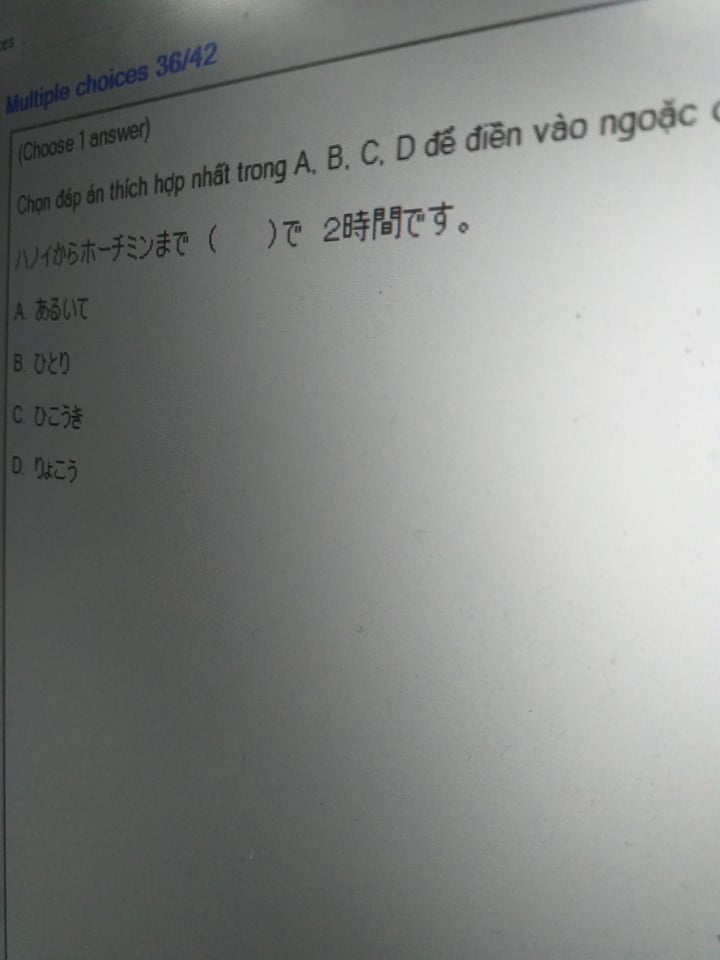 Multiple choices 36/42
(Choose 1 answer)
Chọn đáp án thích hợp nhất trong A, B, C, D để điền vào ngoặc
ハノイからホーチミンまで ( )で 2時間です。
A. あるいて
B. ひとり
C. ひこうき
D. りょこう